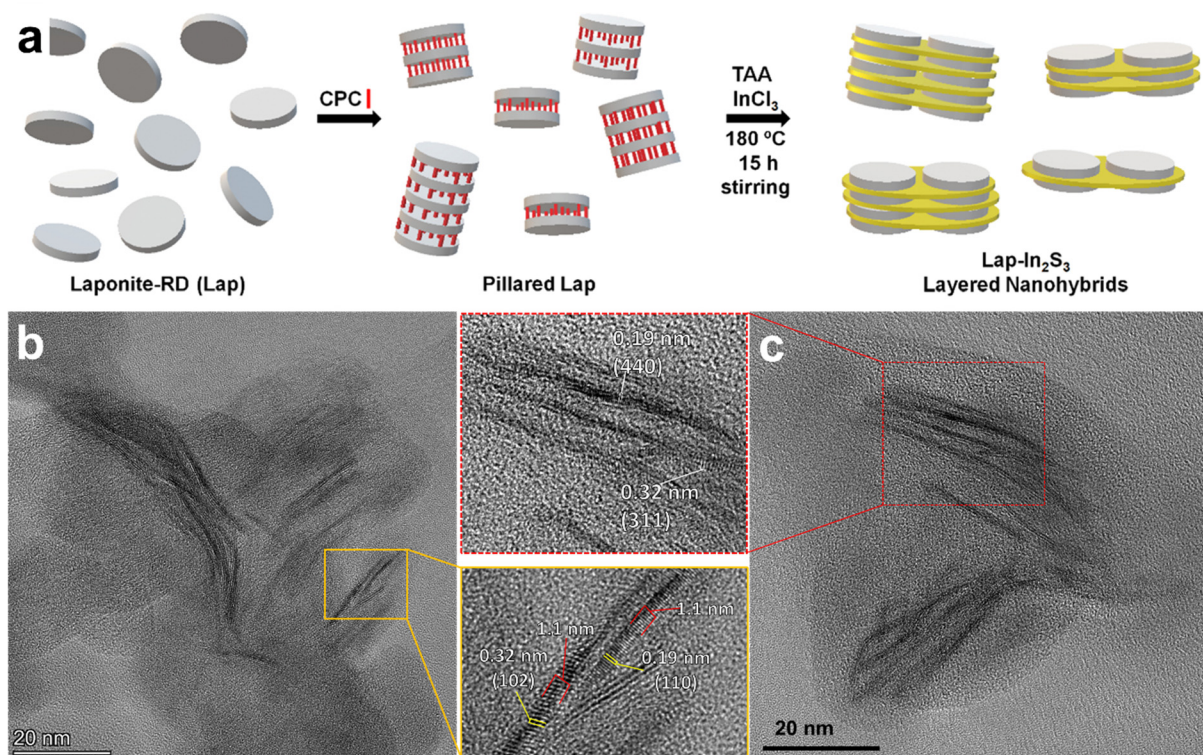 a
CPC
TAA
InCl₃
180 ºC
15 h
stirring
Laponite-RD (Lap)
Pillared Lap
Lap-In₂S₃
Layered Nanohybrids
b
0.19 nm
(440)
0.32 nm
(311)
c
1.1 nm
1.1 nm
0.32 nm
(102)
0.19 nm
(110)
20 nm
20 nm